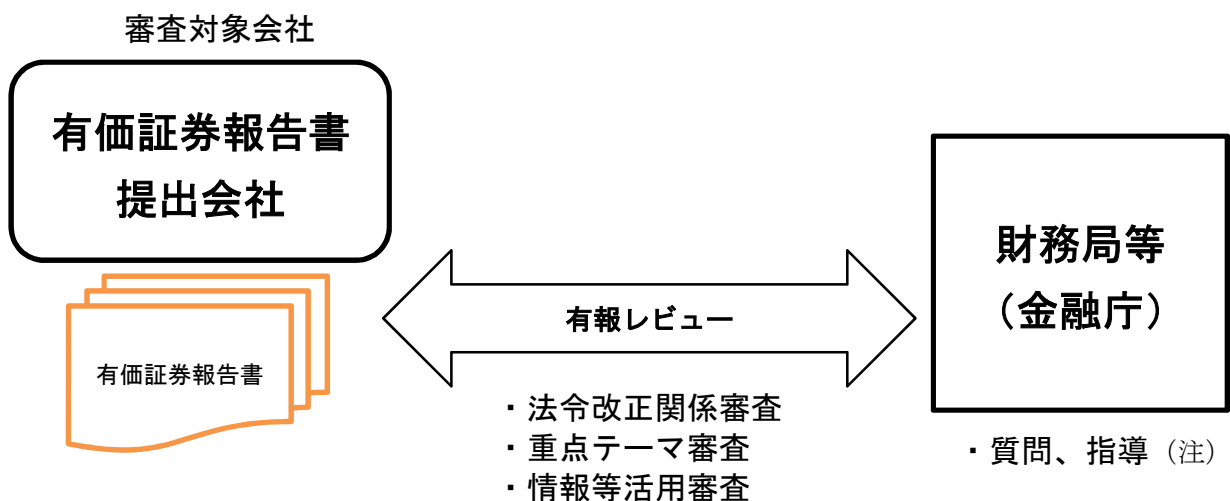 審査対象会社
有価証券報告書
提出会社
有価証券報告書
有報レビュー
・法令改正関係審査
・重点テーマ審査
・情報等活用審査
財務局等
（金融庁）
・質問、指導（注）